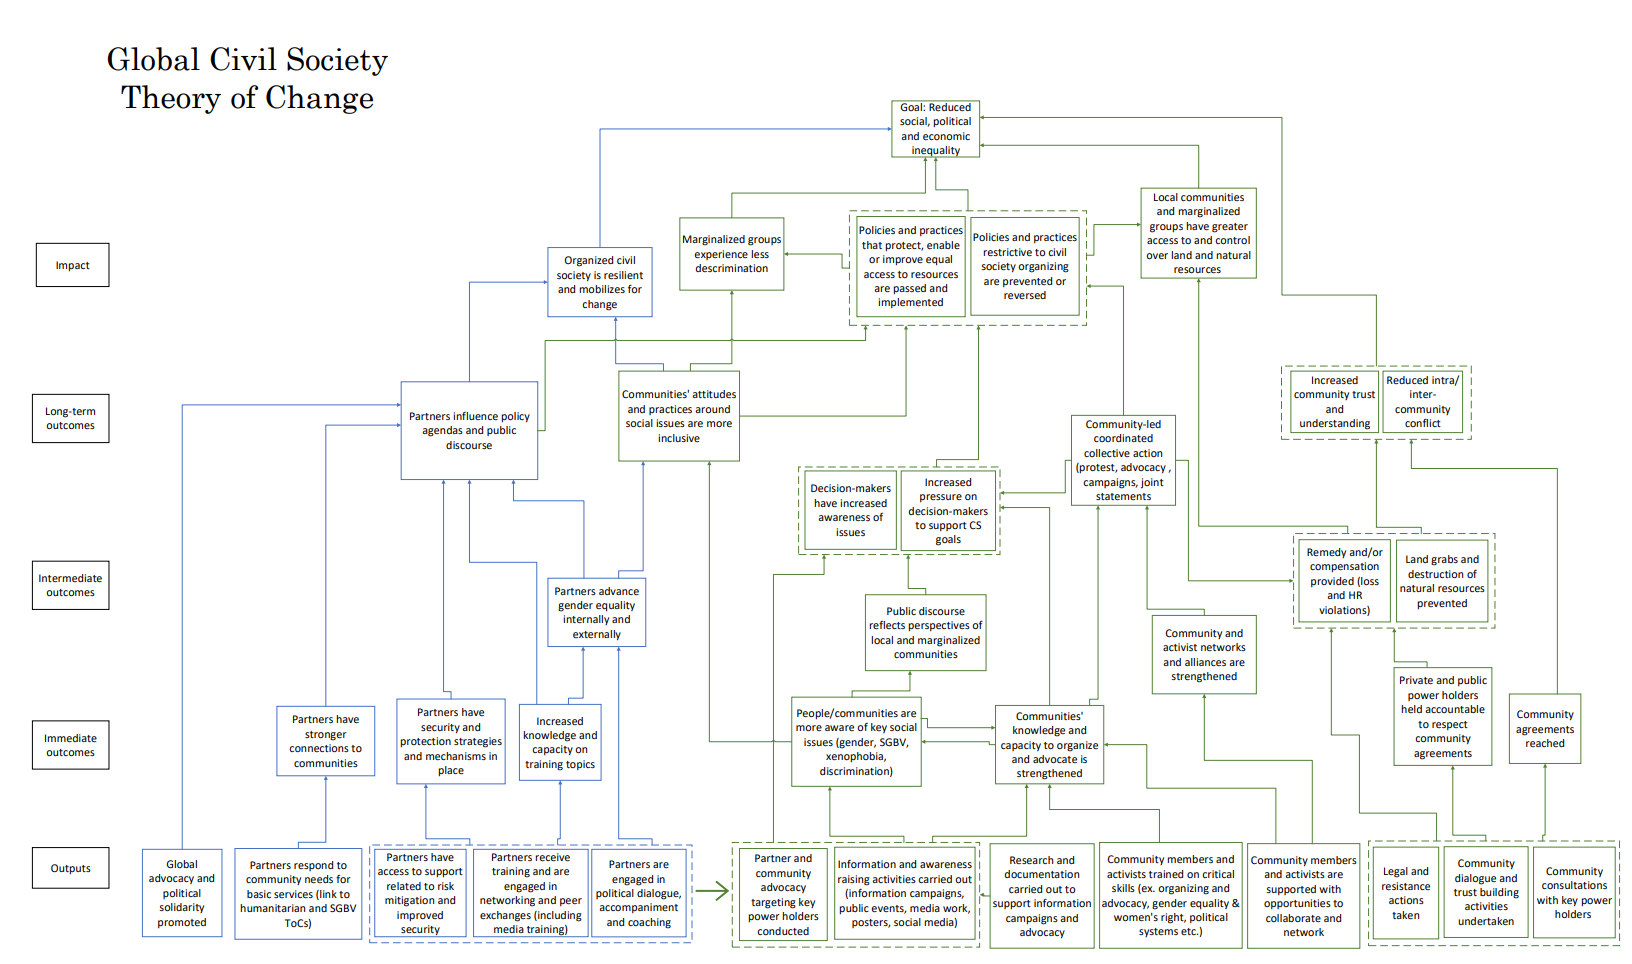 Global Civil Society
Theory of Change
Goal: Reduced
social, political
and economic
inequality
Impact
Organized civil
society is resilient
and mobilizes for
change
Marginalized groups
experience less
descrimination
Policies and practices
that protect, enable
or improve equal
access to resources
are passed and
implemented
Policies and practices
restrictive to civil
society organizing
are prevented or
reversed
Local communities
and marginalized
groups have greater
access to and control
over land and natural
resources
Long-term
outcomes
Partners influence policy
agendas and public
discourse
Communities' attitudes
and practices around
social issues are more
inclusive
Community-led
coordinated
collective action
(protest, advocacy ,
campaigns, joint
statements
Increased
community trust
and
understanding
Reduced intra/
inter-
community
conflict
Decision-makers
have increased
awareness of
issues
Increased
pressure on
decision-makers
to support CS
goals
Intermediate
outcomes
Partners advance
gender equality
internally and
externally
Public discourse
reflects perspectives of
local and marginalized
communities
Community and
activist networks
and alliances are
strengthened
Remedy and/or
compensation
provided (loss
and HR
violations)
Land grabs and
destruction of
natural resources
prevented
Immediate
outcomes
Partners have
stronger
connections to
communities
Partners have
security and
protection strategies
and mechanisms in
place
Increased
knowledge and
capacity on
training topics
People/communities are
more aware of key social
issues (gender, SGBV,
xenophobia,
discrimination)
Communities'
knowledge and
capacity to organize
and advocate is
strengthened
Private and public
power holders
held accountable
to respect
community
agreements
Community
agreements
reached
Outputs
Global
advocacy and
political
solidarity
promoted
Partners respond to
community needs for
basic services (link to
humanitarian and SGBV
ToCs)
Partners have
access to support
related to risk
mitigation and
improved
security
Partners receive
training and are
engaged in
networking and peer
exchanges (including
media training)
Partners are
engaged in
political dialogue,
accompaniment
and coaching
Partner and
community
advocacy
targeting key
power holders
conducted
Information and awareness
raising activities carried out
(information campaigns,
public events, media work,
posters, social media)
Research and
documentation
carried out to
support information
campaigns and
advocacy
Community members and
activists trained on critical
skills (ex. organizing and
advocacy, gender equality &
women's right, political
systems etc.)
Community members
and activists are
supported with
opportunities to
collaborate and
network
Legal and
resistance
actions
taken
Community
dialogue and
trust building
activities
undertaken
Community
consultations
with key power
holders